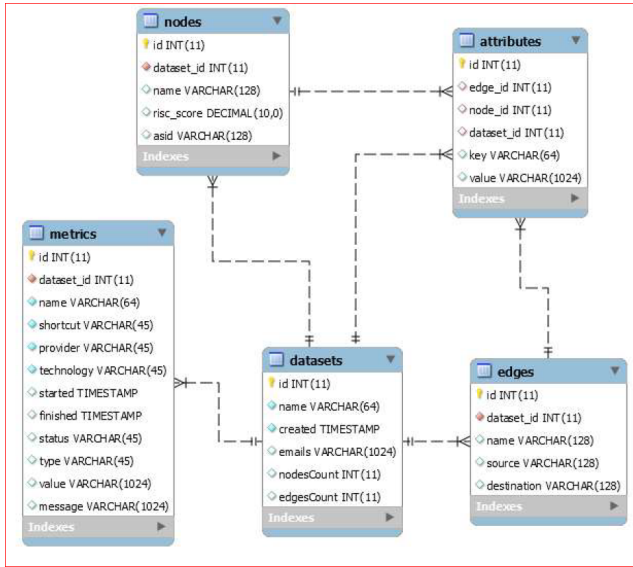 nodes
id INT(11)
dataset_id INT(11)
name VARCHAR(128)
risc_score DECIMAL(10,0)
asid VARCHAR(128)
Indexes
attributes
id INT(11)
edge_id INT(11)
node_id INT(11)
dataset_id INT(11)
key VARCHAR(64)
value VARCHAR(1024)
Indexes
metrics
id INT(11)
dataset_id INT(11)
name VARCHAR(64)
shortcut VARCHAR(45)
provider VARCHAR(45)
technology VARCHAR(45)
started TIMESTAMP
finished TIMESTAMP
status VARCHAR(45)
type VARCHAR(45)
value VARCHAR(1024)
message VARCHAR(1024)
Indexes
datasets
id INT(11)
name VARCHAR(64)
created TIMESTAMP
emails VARCHAR(1024)
nodesCount INT(11)
edgesCount INT(11)
Indexes
edges
id INT(11)
dataset_id INT(11)
name VARCHAR(128)
source VARCHAR(128)
destination VARCHAR(128)
Indexes